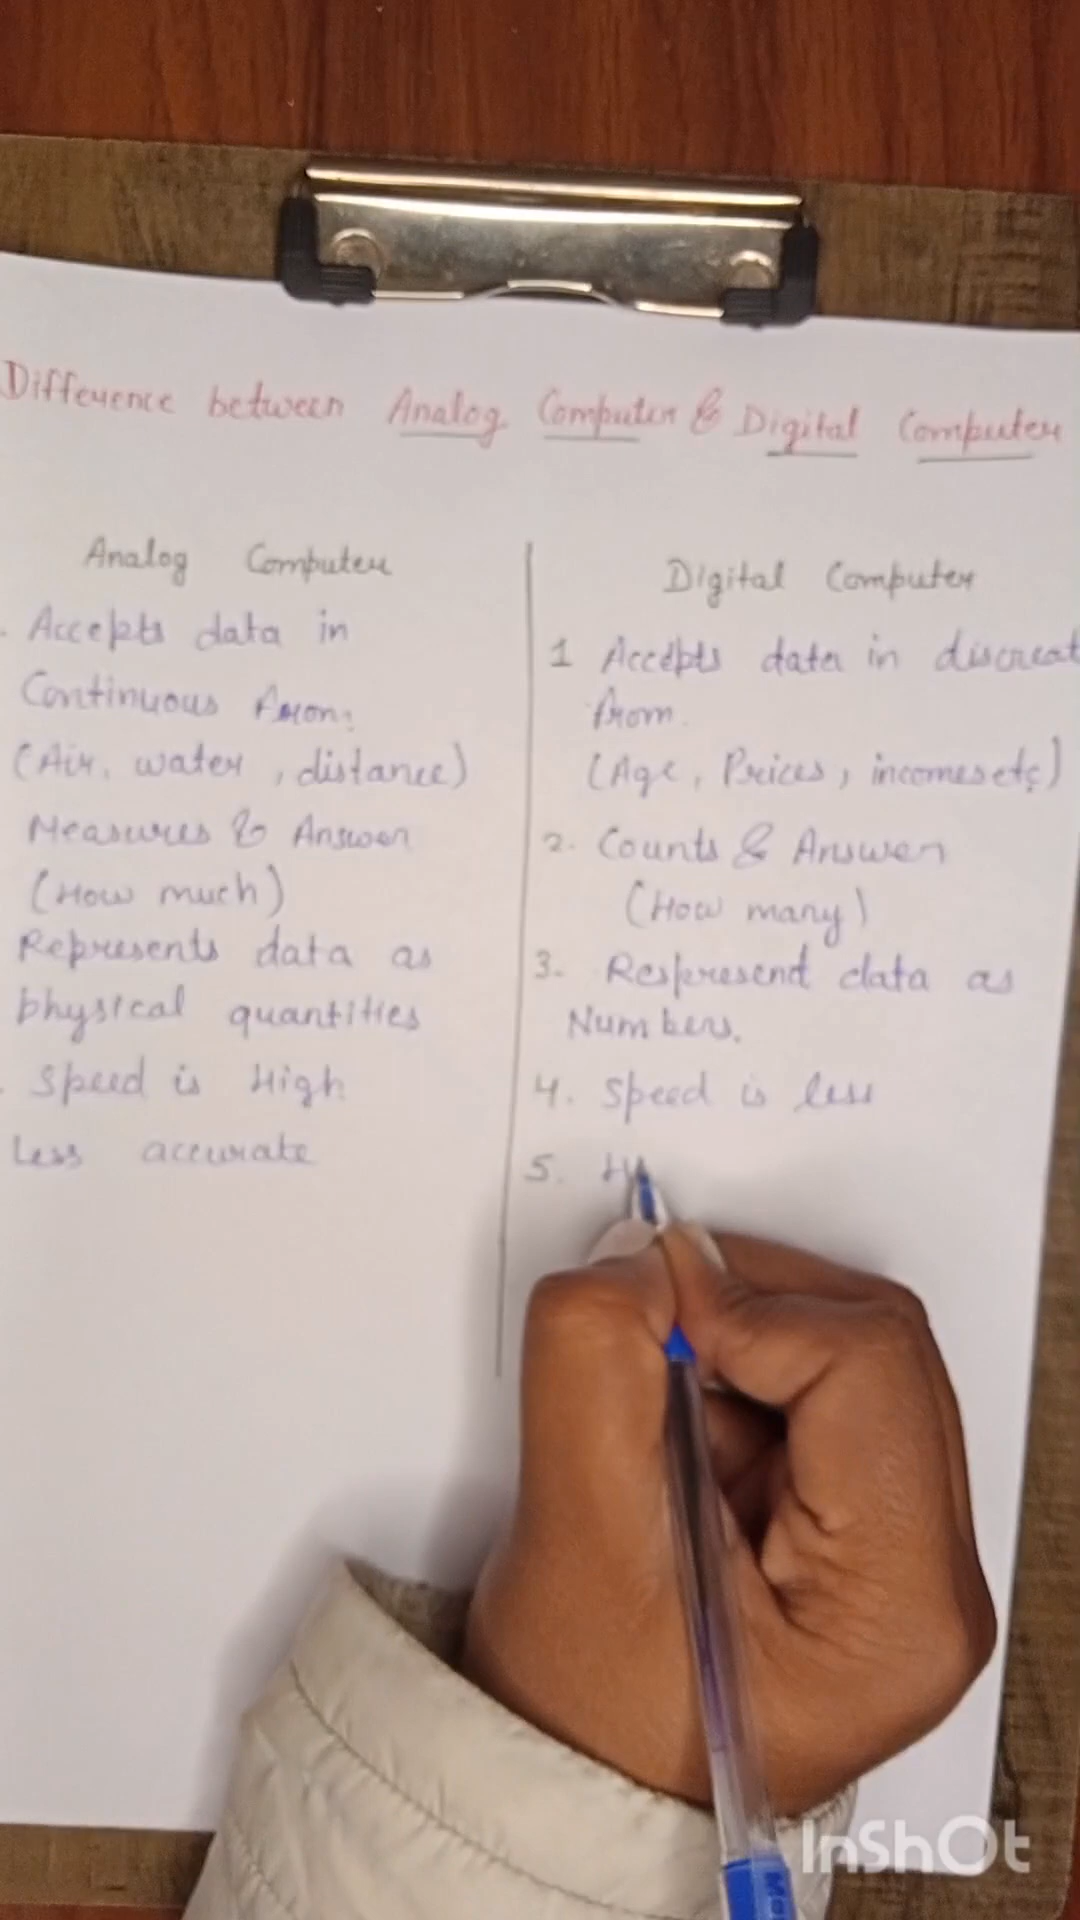 Difference between Analog Computer & Digital Computer
Analog Computer
Accepts data in
Continuous
(Air, water, distance)
Measures & Answer
(How much)
Represents data as
physical quantities
Speed is High
Less accurate
Digital Computer
1 Accepts data in discreat
from.
(Age, Prices, incomes etc)
2. Counts & Answer
(How many)
3. Respresend data as
Numbers.
4. Speed is less
5.
InShOt